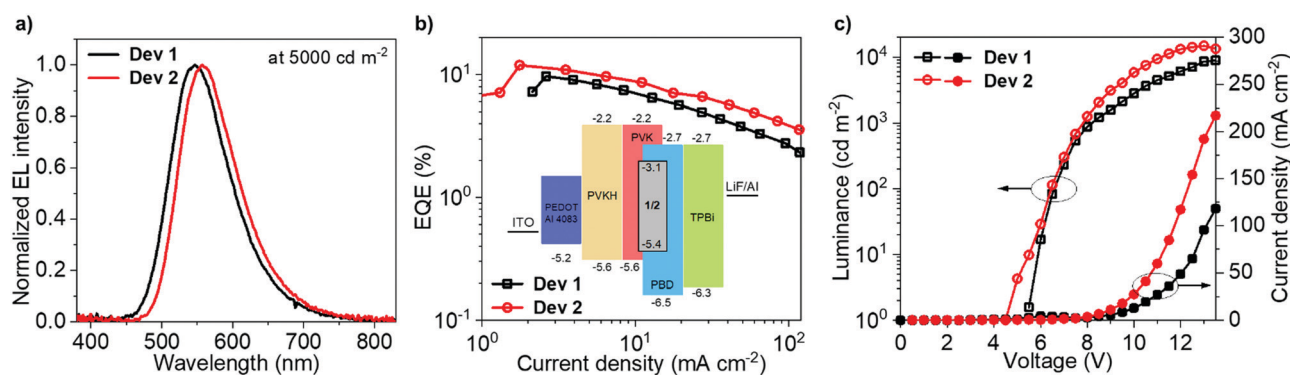 a)
Normalized EL intensity
1.0
0.8
0.6
0.4
0.2
0.0
Dev 1
Dev 2
at 5000 cd m⁻²
400
500
600
700
800
Wavelength (nm)
b)
EQE (%)
10¹
10⁰
10⁻¹
-2.2
-2.2
PVK
-2.7
-2.7
-3.1
PEDOT
AI 4083
PVKH
1/2
TPBi
LiF/Al
ITO
-5.4
-5.2
-5.6
-5.6
PBD
-6.5
-6.3
Dev 1
Dev 2
10⁰
10¹
10²
Current density (mA cm⁻²)
c)
Luminance (cd m⁻²)
10⁴
10³
10²
10¹
10⁰
Dev 1
Dev 2
0
2
4
6
8
10
12
Voltage (V)
300
250
200
150
100
50
0
Current density (mA cm⁻²)